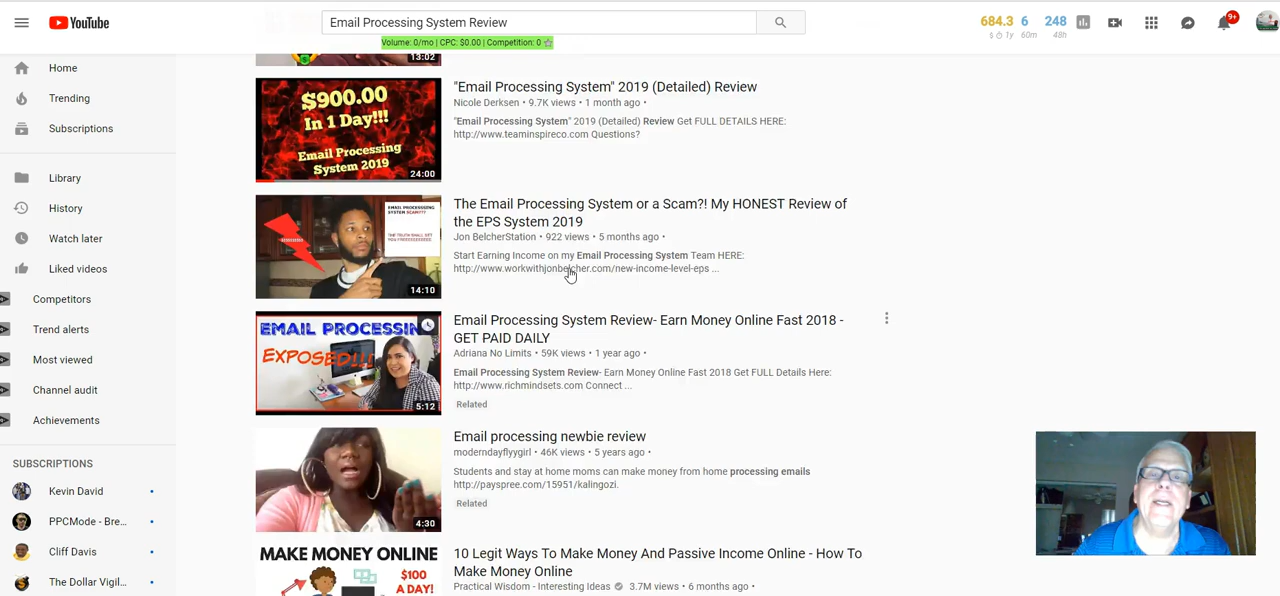 YouTube
Email Processing System Review
684.3 6 248
1y 60m 48h
9+
Volume: 0/mo | CPC: $0.00 | Competition: 0
Home
Trending
Subscriptions
Library
History
Watch later
Liked videos
Competitors
Trend alerts
Most viewed
Channel audit
Achievements
SUBSCRIPTIONS
Kevin David
PPCMode - Bre...
Cliff Davis
The Dollar Vigil...
13:02
$900.00
In 1 Day!!!
Email Processing
System 2019
24:00
"Email Processing System" 2019 (Detailed) Review
Nicole Derksen • 9.7K views • 1 month ago •
"Email Processing System" 2019 (Detailed) Review Get FULL DETAILS HERE:
http://www.teaminspireco.com Questions?
14:10
The Email Processing System or a Scam?! My HONEST Review of
the EPS System 2019
Jon BelcherStation • 922 views • 5 months ago •
Start Earning Income on my Email Processing System Team HERE:
http://www.workwithjonbelcher.com/new-income-level-eps ...
EMAIL PROCESSIN
EXPOSED!!!
5:12
Email Processing System Review- Earn Money Online Fast 2018 -
GET PAID DAILY
Adriana No Limits • 59K views • 1 year ago •
Email Processing System Review- Earn Money Online Fast 2018 Get FULL Details Here:
http://www.richmindsets.com Connect ...
Related
4:30
Email processing newbie review
moderndayflyygirl • 46K views • 5 years ago •
Students and stay at home moms can make money from home processing emails
http://payspree.com/15951/kalingozi.
Related
MAKE MONEY ONLINE
$100
A DAY!
10 Legit Ways To Make Money And Passive Income Online - How To
Make Money Online
Practical Wisdom - Interesting Ideas 3.7M views • 6 months ago •